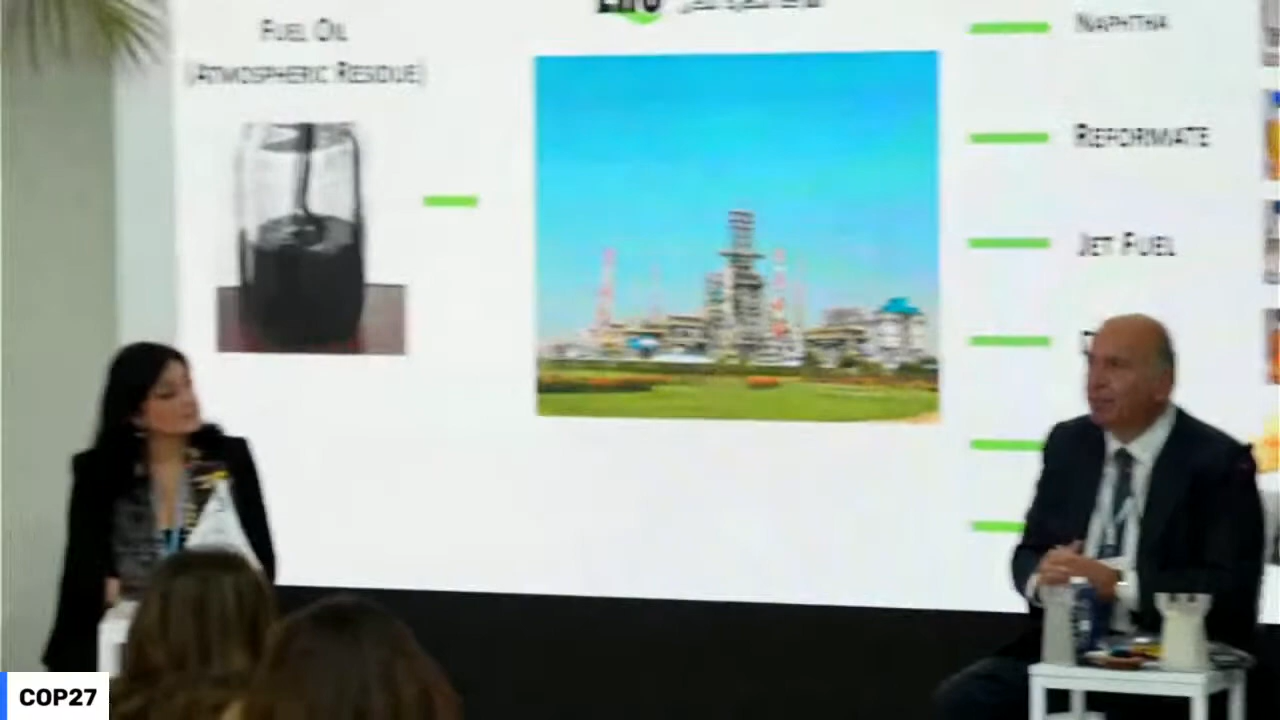 FUEL OIL
(ATMOSPHERIC RESIDUE)
NAPHTHA
REFORMATE
JET FUEL
COP27